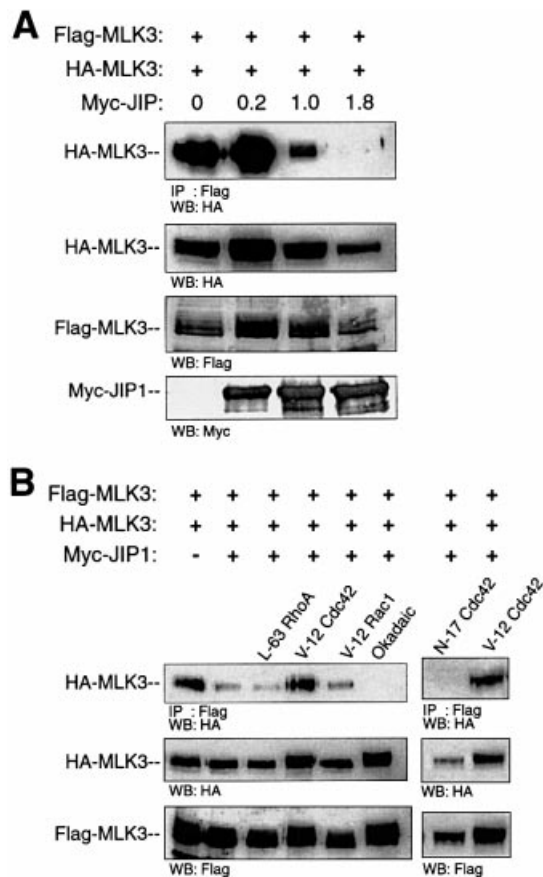 A
Flag-MLK3: + + + +
HA-MLK3: + + + +
Myc-JIP: 0 0.2 1.0 1.8
HA-MLK3--
IP : Flag
WB: HA
HA-MLK3--
WB: HA
Flag-MLK3--
WB: Flag
Myc-JIP1--
WB: Myc
B
Flag-MLK3: + + + + + + + +
HA-MLK3: + + + + + + + +
Myc-JIP1: - + + + + + + +
L-63 RhoA
V-12 Cdc42
V-12 Rac1
Okadaic
N-17 Cdc42
V-12 Cdc42
HA-MLK3--
IP : Flag
WB: HA
IP : Flag
WB: HA
HA-MLK3--
WB: HA
WB: HA
Flag-MLK3--
WB: Flag
WB: Flag